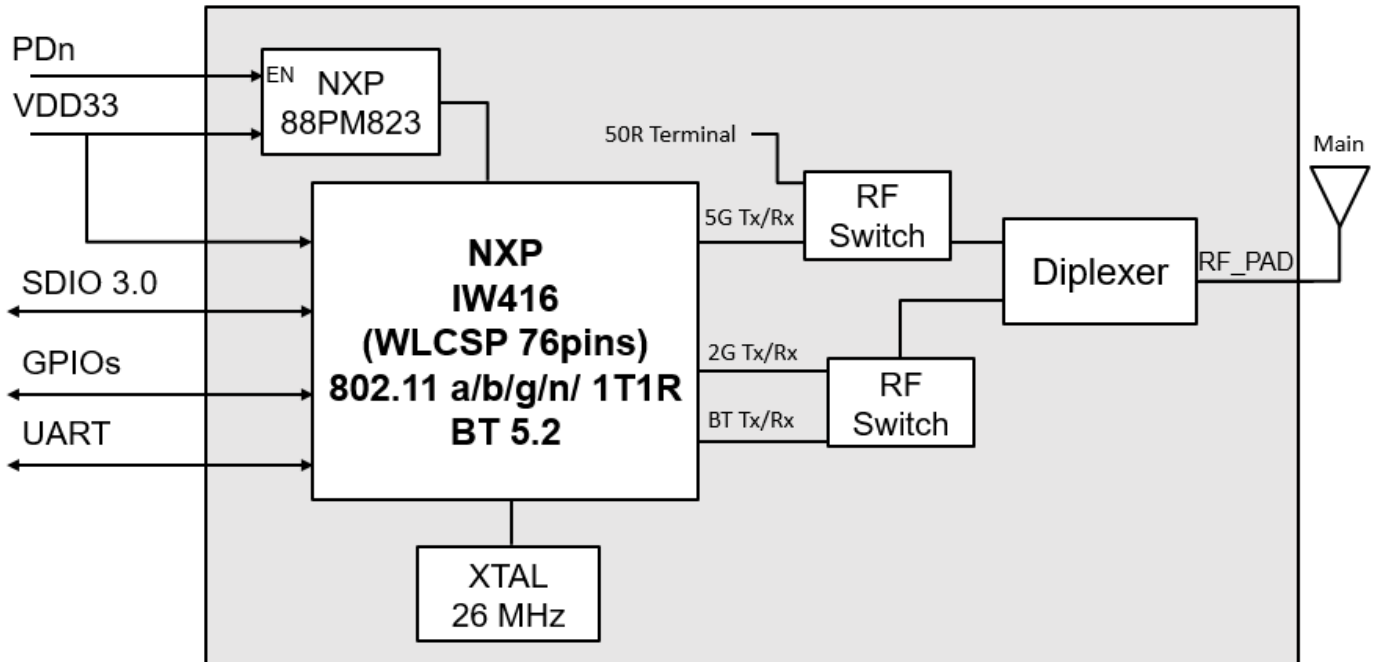 PDn
VDD33
SDIO 3.0
GPIOs
UART
EN
NXP
88PM823
NXP
IW416
(WLCSP 76pins)
802.11 a/b/g/n/ 1T1R
BT 5.2
XTAL
26 MHz
50R Terminal
5G Tx/Rx
2G Tx/Rx
BT Tx/Rx
RF
Switch
RF
Switch
Diplexer
RF_PAD
Main